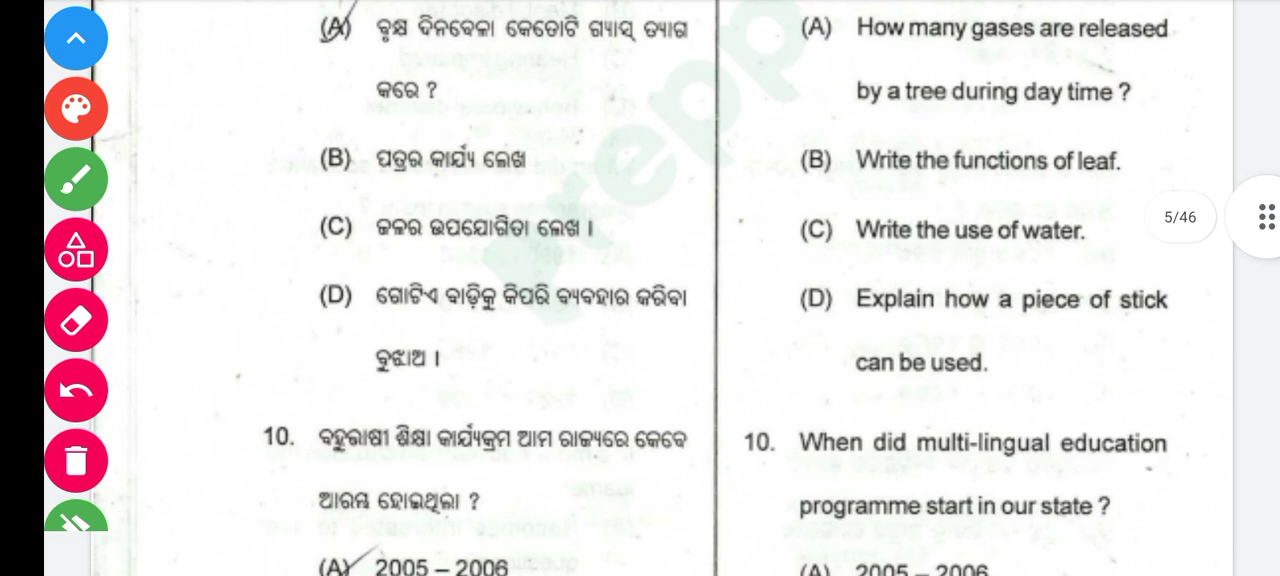 (A) ବୃକ୍ଷ ଦିନବେଳା କେତୋଟି ଗ୍ୟାସ୍ ତ୍ୟାଗ
କରେ ?
(B) ପତ୍ରର କାର୍ଯ୍ୟ ଲେଖ
(C) ଜଳର ଉପଯୋଗିତା ଲେଖ ।
(D) ଗୋଟିଏ ବାଡ଼ିକୁ କିପରି ବ୍ୟବହାର କରିବା
ବୁଝାଅ ।
10. ବହୁଭାଷୀ ଶିକ୍ଷା କାର୍ଯ୍ୟକ୍ରମ ଆମ ରାଜ୍ୟରେ କେବେ
ଆରମ୍ଭ ହୋଇଥିଲା ?
(A) 2005 – 2006
(A) How many gases are released
by a tree during day time ?
(B) Write the functions of leaf.
(C) Write the use of water.
(D) Explain how a piece of stick
can be used.
10. When did multi-lingual education
programme start in our state ?
(A) 2005 – 2006
prepp
5/46